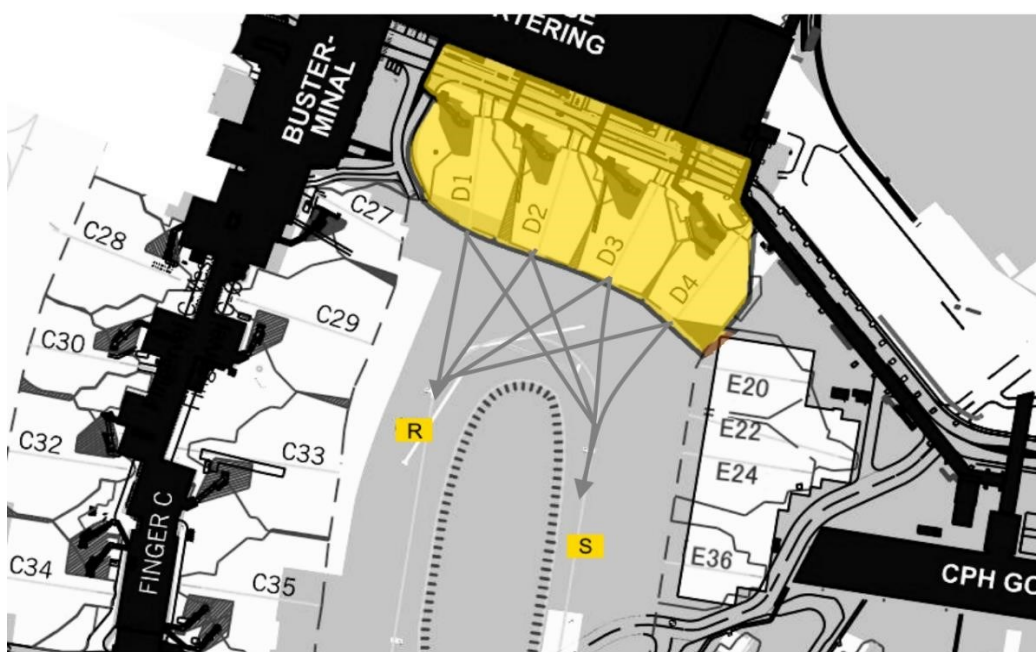 RTERING
BUSTER-
MINAL
D1
D2
D3
D4
C27
C28
C29
C30
C32
C33
C34
C35
FINGER C
R
S
E20
E22
E24
E36
CPH GO